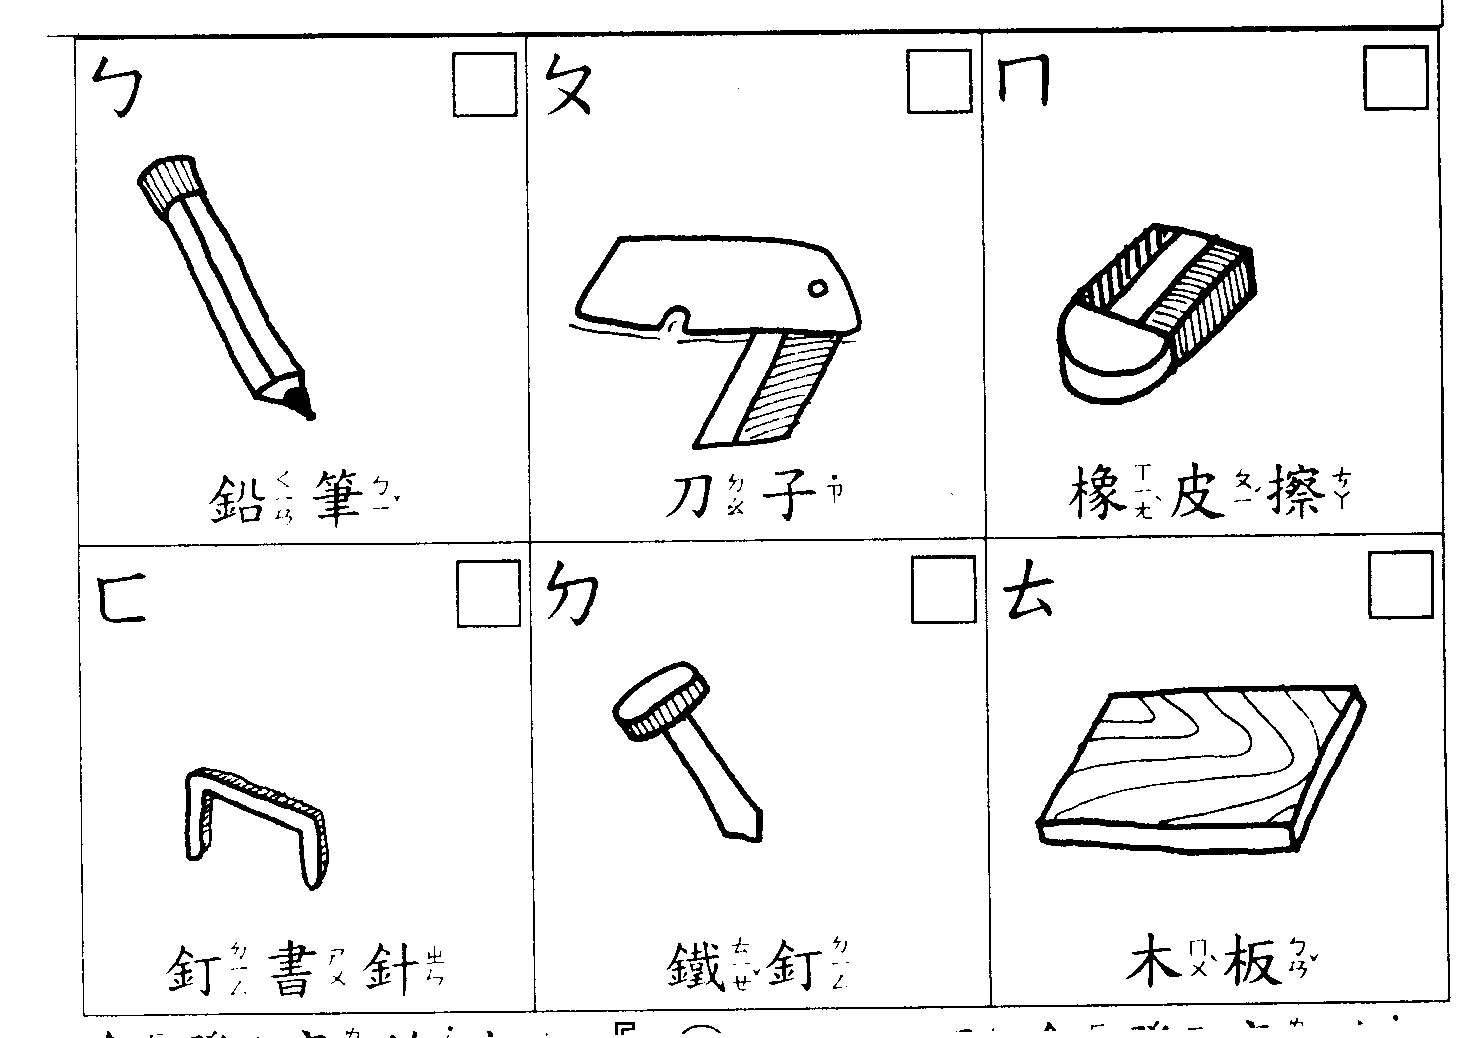 ㄅ
鉛ㄑㄧㄢ筆ㄅㄧˇ
ㄆ
刀ㄉㄠ子˙ㄗ
ㄇ
橡ㄒㄧㄤˋ皮ㄆㄧˊ擦ㄘㄚ
ㄈ
釘ㄉㄧㄥ書ㄕㄨ針ㄓㄣ
ㄉ
鐵ㄊㄧㄝˇ釘ㄉㄧㄥ
ㄊ
木ㄇㄨˋ板ㄅㄢˇ